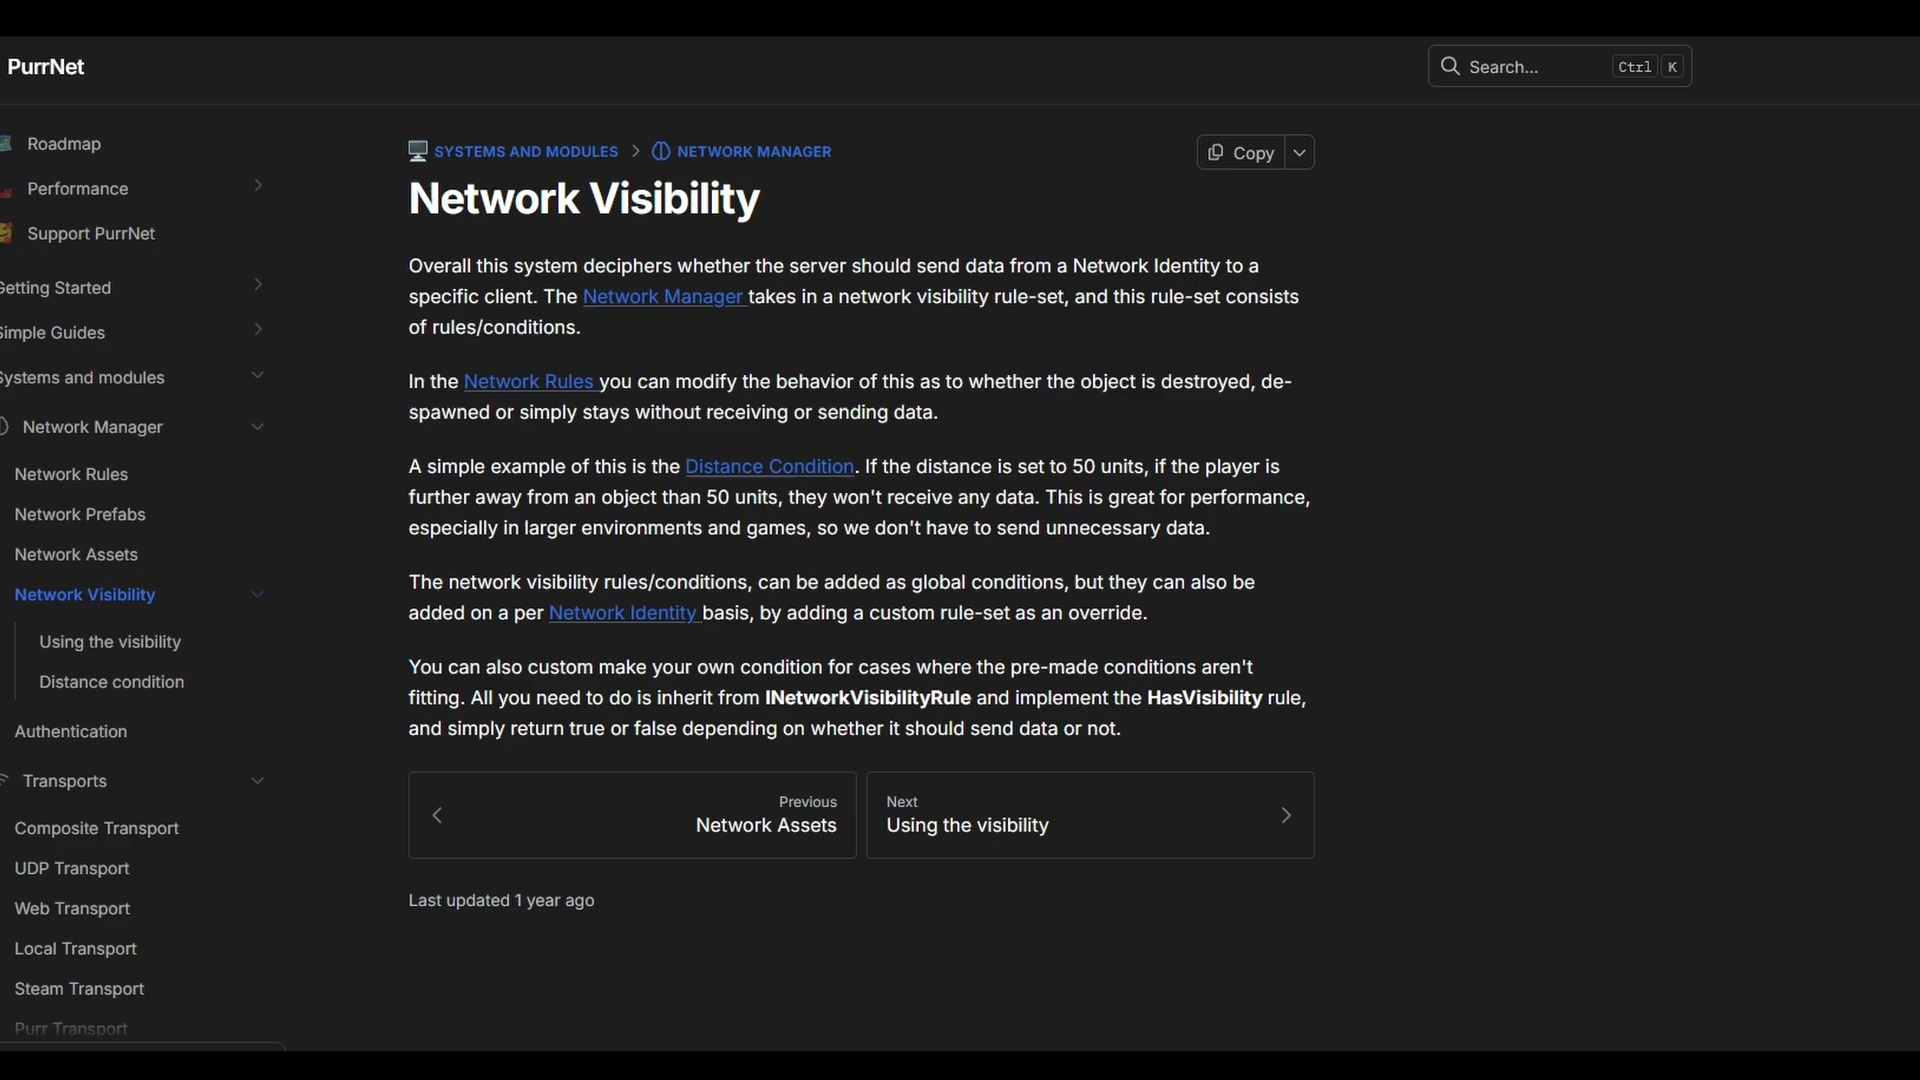 PurrNet
Search...
Ctrl K
Roadmap
Performance
Support PurrNet
Getting Started
Simple Guides
Systems and modules
Network Manager
Network Rules
Network Prefabs
Network Assets
Network Visibility
Using the visibility
Distance condition
Authentication
Transports
Composite Transport
UDP Transport
Web Transport
Local Transport
Steam Transport
Purr Transport
SYSTEMS AND MODULES
NETWORK MANAGER
Copy
Network Visibility
Overall this system deciphers whether the server should send data from a Network Identity to a
specific client. The Network Manager takes in a network visibility rule-set, and this rule-set consists
of rules/conditions.
In the Network Rules you can modify the behavior of this as to whether the object is destroyed, de-
spawned or simply stays without receiving or sending data.
A simple example of this is the Distance Condition. If the distance is set to 50 units, if the player is
further away from an object than 50 units, they won't receive any data. This is great for performance,
especially in larger environments and games, so we don't have to send unnecessary data.
The network visibility rules/conditions, can be added as global conditions, but they can also be
added on a per Network Identity basis, by adding a custom rule-set as an override.
You can also custom make your own condition for cases where the pre-made conditions aren't
fitting. All you need to do is inherit from INetworkVisibilityRule and implement the HasVisibility rule,
and simply return true or false depending on whether it should send data or not.
Previous
Network Assets
Next
Using the visibility
Last updated 1 year ago